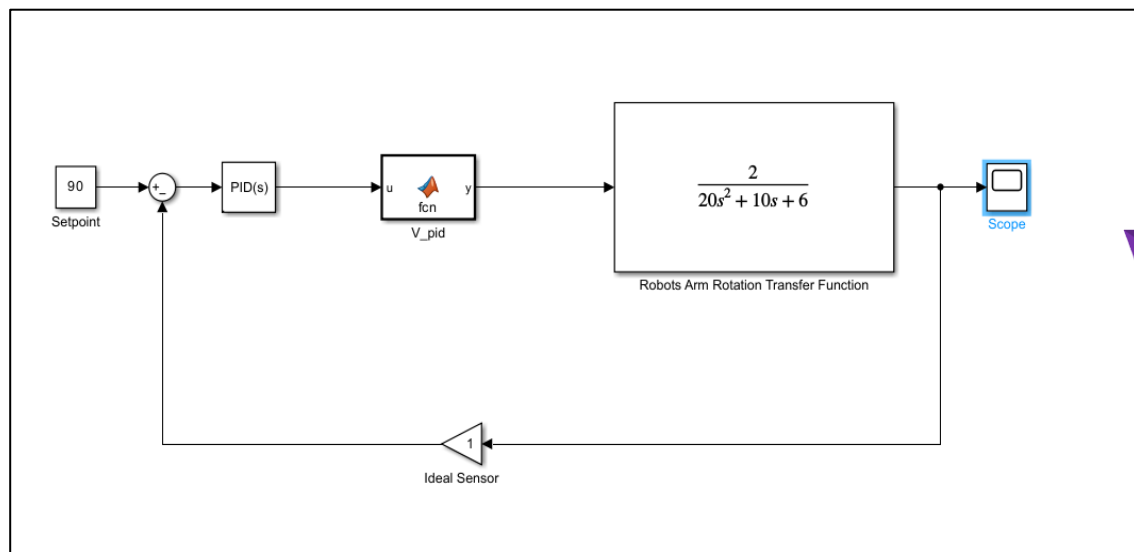 90
Setpoint
+
−
PID(s)
u
fcn
y
V_pid
2
20s² + 10s + 6
Robots Arm Rotation Transfer Function
Scope
1
Ideal Sensor